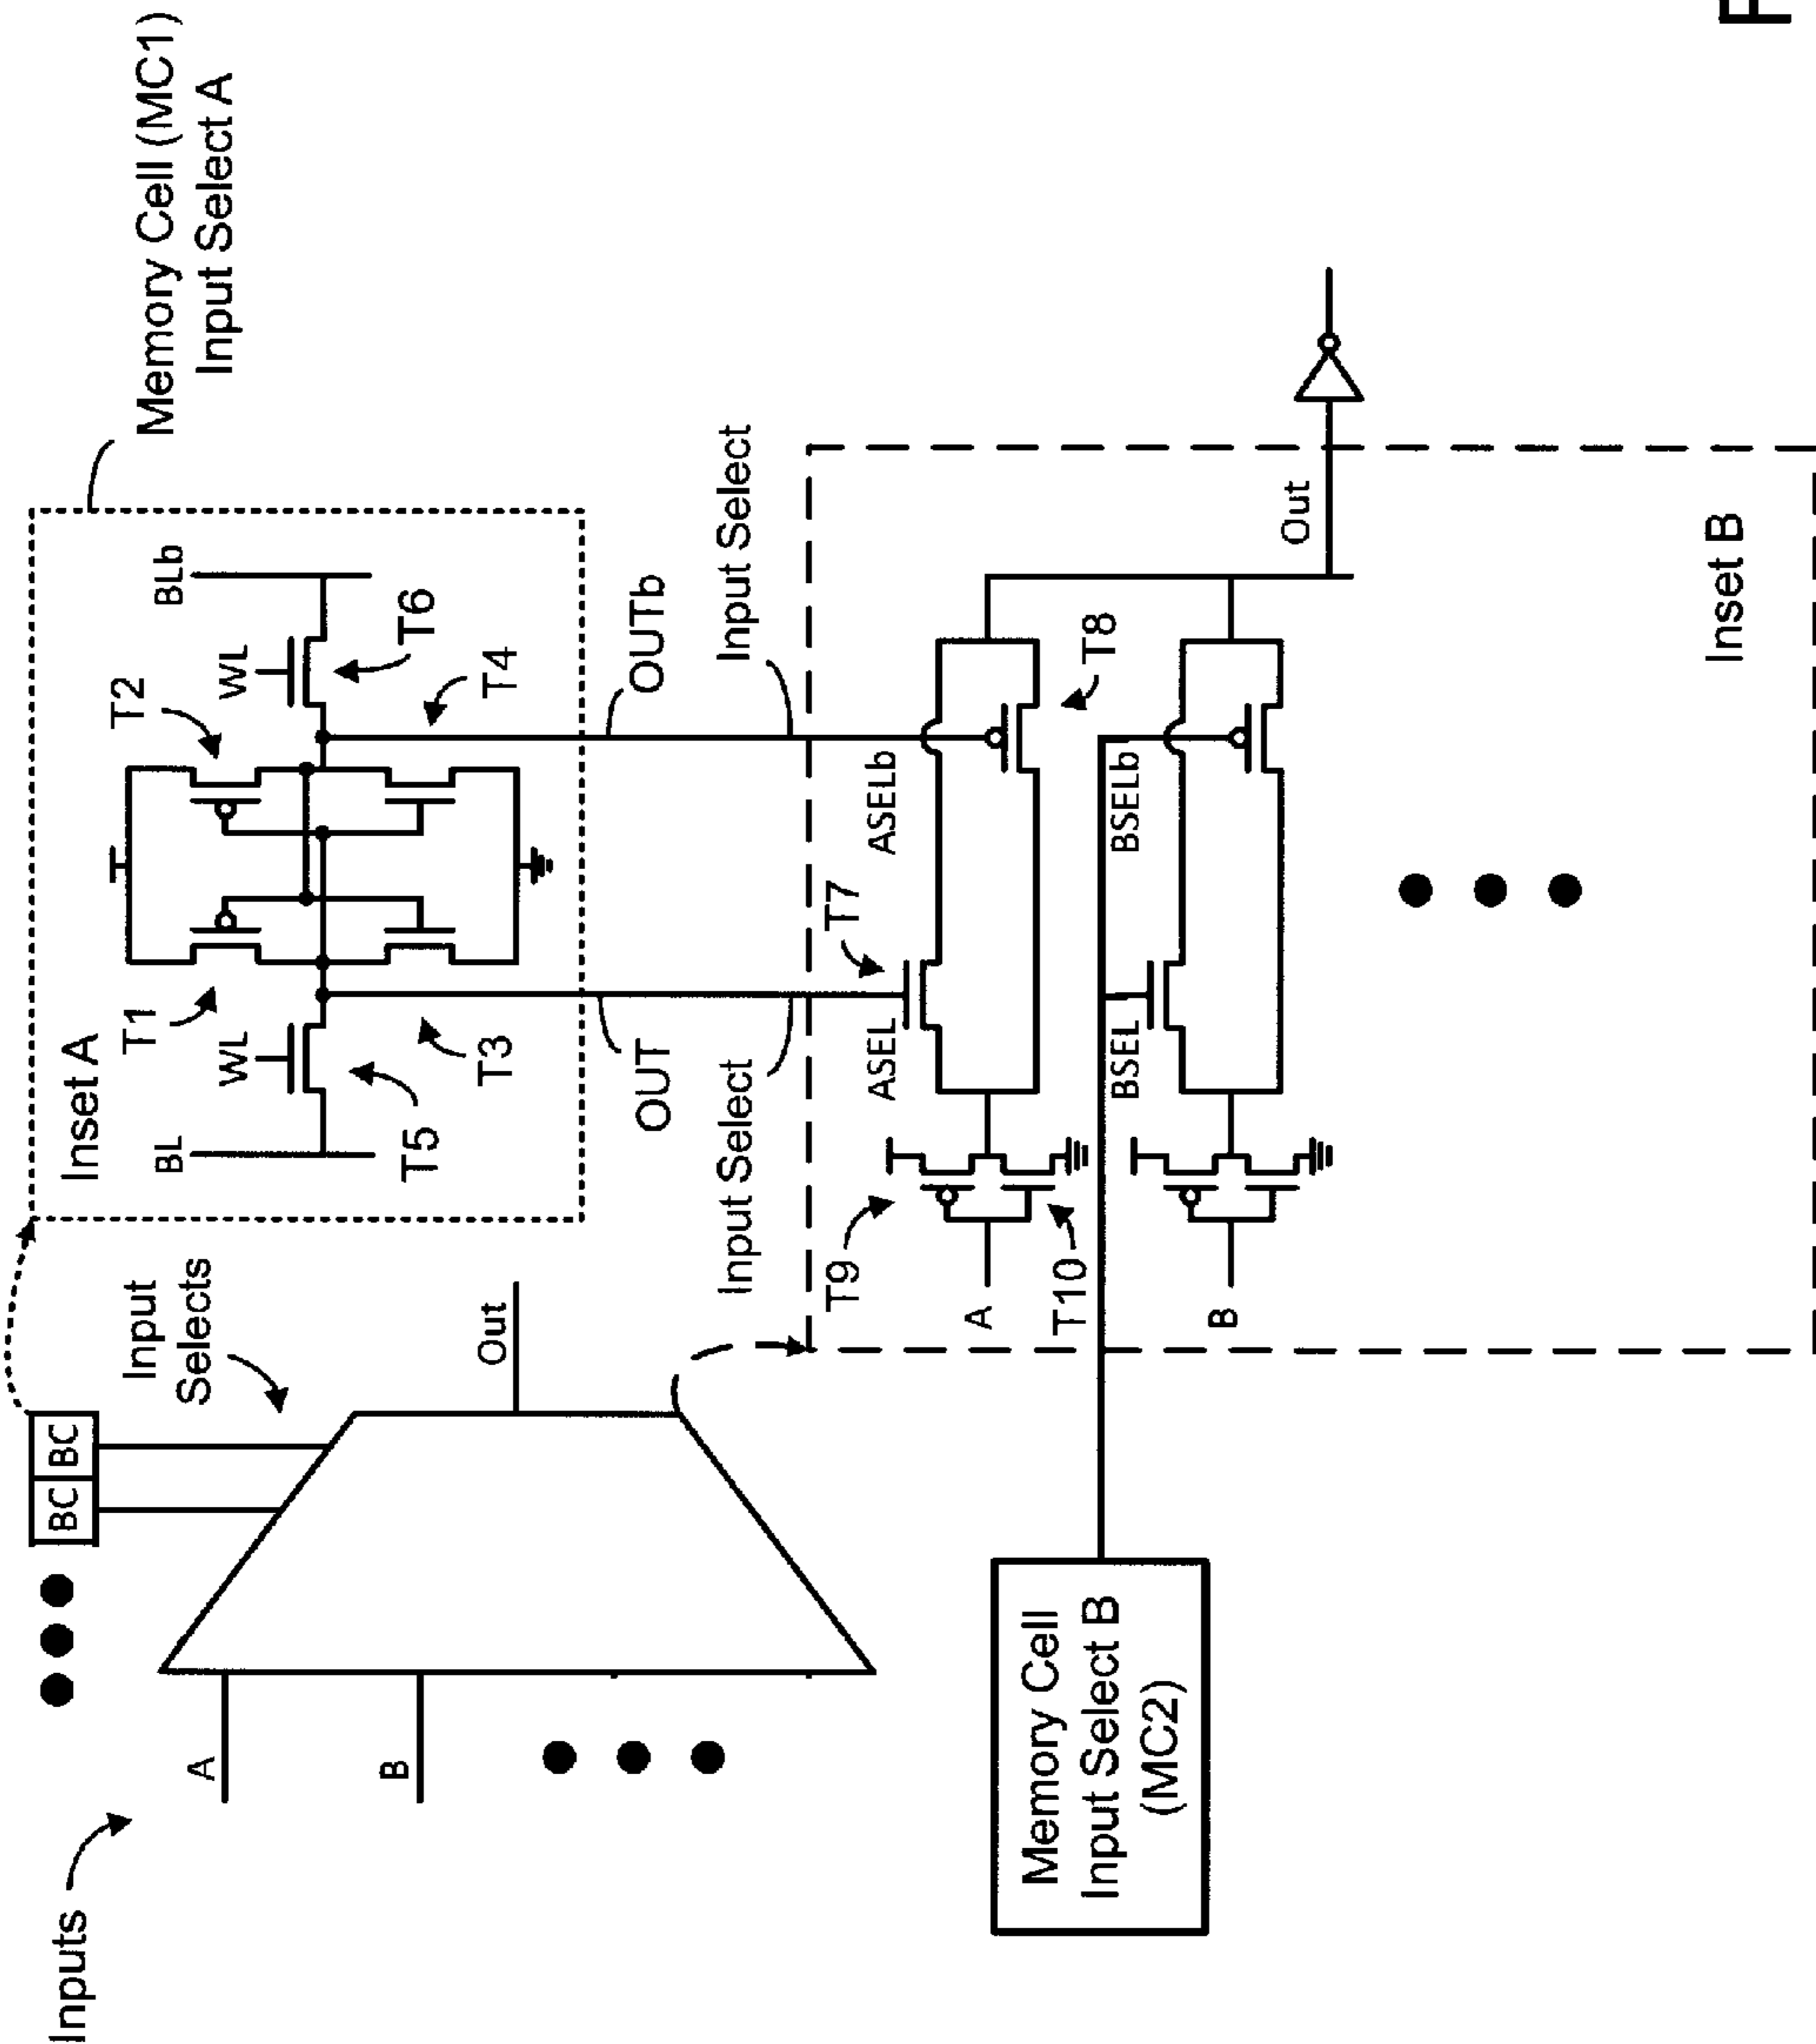 Memory Cell (MC1)
Input Select A
Inset A
BL
BLb
WL
WL
T1
T2
T3
T4
T5
T6
BC
BC
Input
Selects
Inputs
A
B
Out
OUT
OUTb
Input Select
Input Select
T7
T8
ASEL
ASELb
T9
T10
A
BSEL
BSELb
B
Out
Memory Cell
Input Select B
(MC2)
Inset B